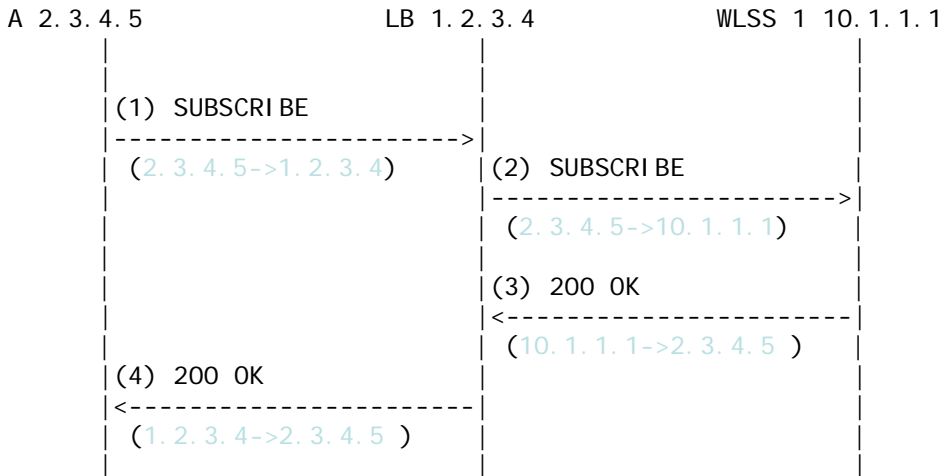 A 2.3.4.5 LB 1.2.3.4 WLSS 1 10.1.1.1
(1) SUBSCRIBE
(2.3.4.5->1.2.3.4)
(2) SUBSCRIBE
(2.3.4.5->10.1.1.1)
(3) 200 OK
(10.1.1.1->2.3.4.5 )
(4) 200 OK
(1.2.3.4->2.3.4.5 )